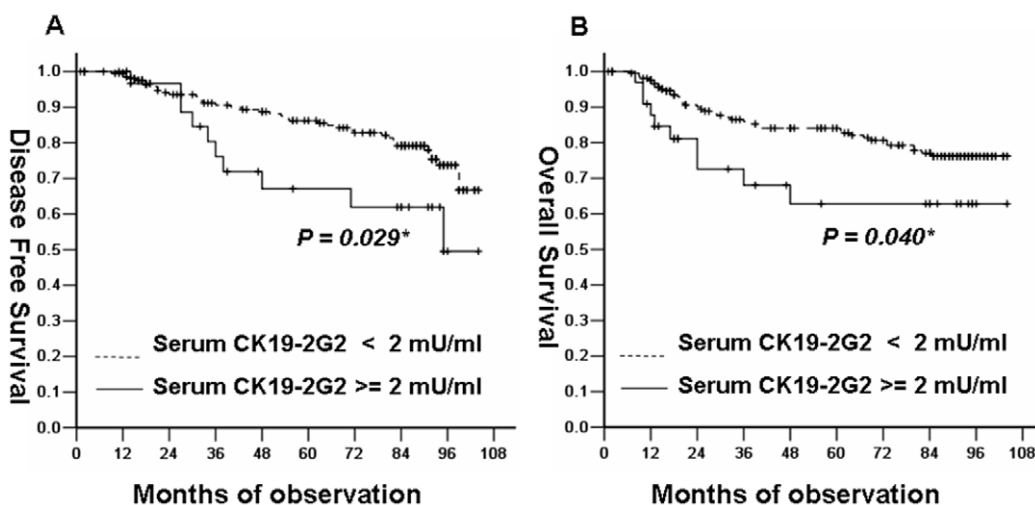 A
Disease Free Survival
1.0
0.9
0.8
0.7
0.6
0.5
0.4
0.3
0.2
0.1
0.0
P = 0.029*
Serum CK19-2G2 < 2 mU/ml
Serum CK19-2G2 >= 2 mU/ml
0 12 24 36 48 60 72 84 96 108
Months of observation
B
Overall Survival
1.0
0.9
0.8
0.7
0.6
0.5
0.4
0.3
0.2
0.1
0.0
P = 0.040*
Serum CK19-2G2 < 2 mU/ml
Serum CK19-2G2 >= 2 mU/ml
0 12 24 36 48 60 72 84 96 108
Months of observation